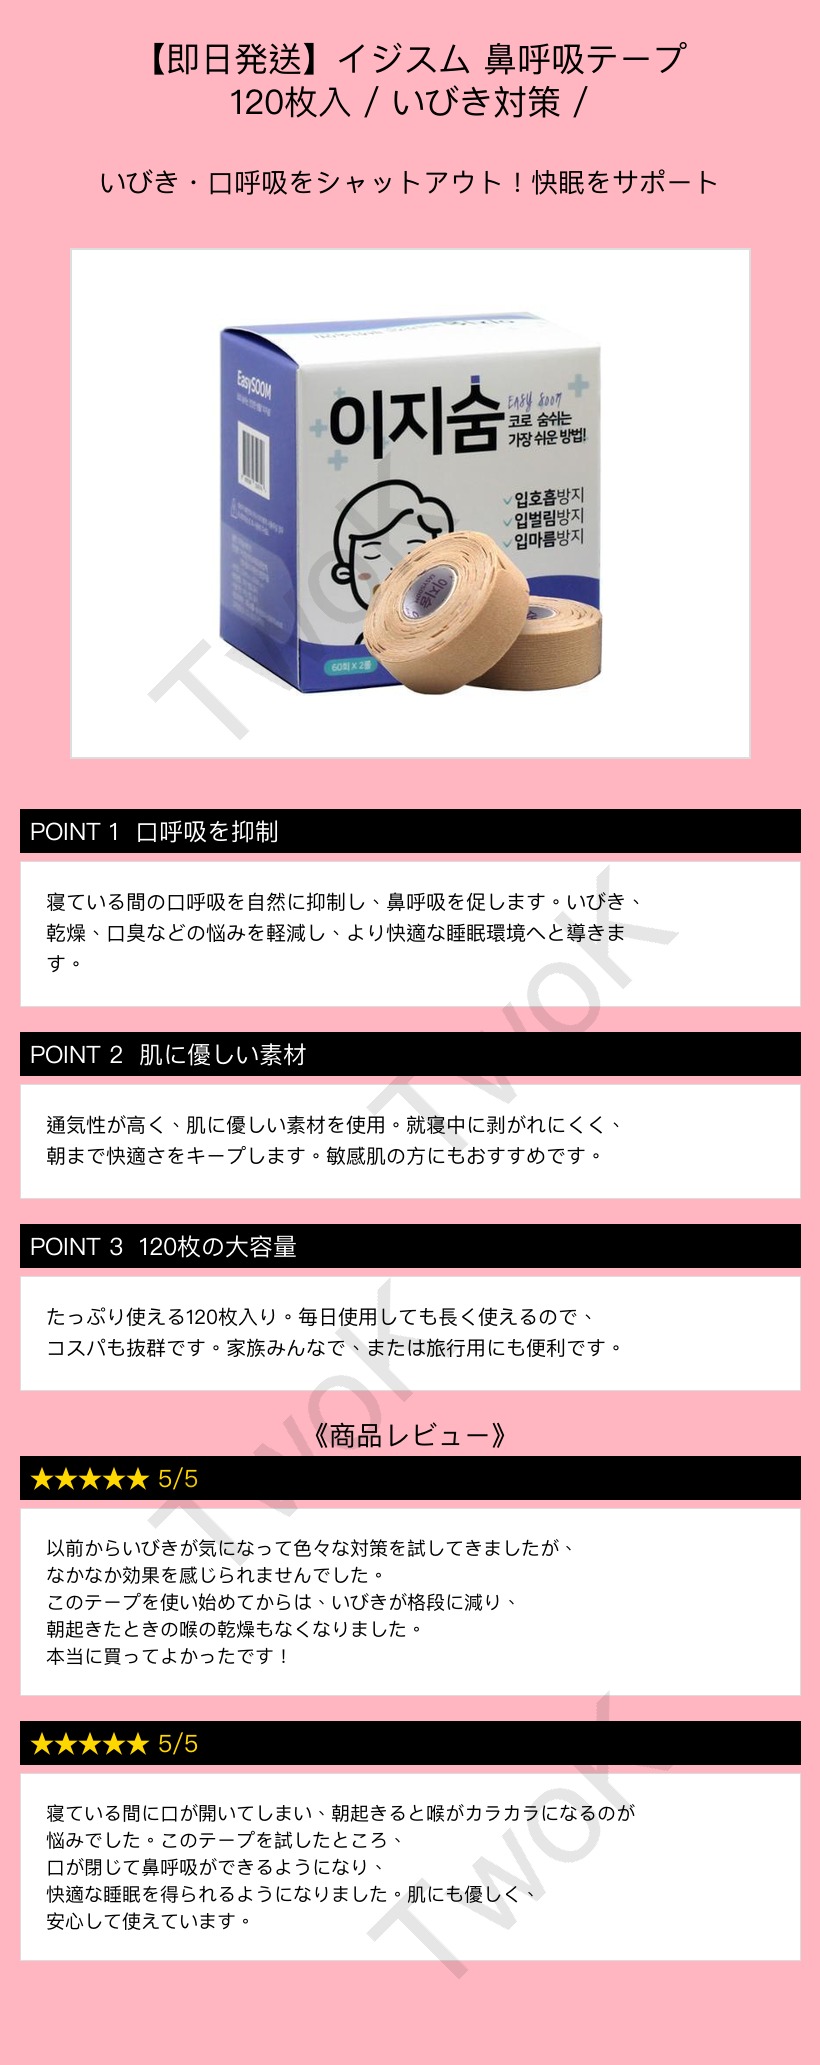 【即日発送】イジスム 鼻呼吸テープ
120枚入 / いびき対策 /
いびき・口呼吸をシャットアウト！快眠をサポート
EasySOOM
이지숨
EASY SOOM
코로 숨쉬는
가장 쉬운 방법!
입호흡방지
입벌림방지
입마름방지
60회 X 2롤
이지숨
POINT 1 口呼吸を抑制
寝ている間の口呼吸を自然に抑制し、鼻呼吸を促します。いびき、
乾燥、口臭などの悩みを軽減し、より快適な睡眠環境へと導きま
す。
POINT 2 肌に優しい素材
通気性が高く、肌に優しい素材を使用。就寝中に剥がれにくく、
朝まで快適さをキープします。敏感肌の方にもおすすめです。
POINT 3 120枚の大容量
たっぷり使える120枚入り。毎日使用しても長く使えるので、
コスパも抜群です。家族みんなで、または旅行用にも便利です。
《商品レビュー》
★★★★★ 5/5
以前からいびきが気になって色々な対策を試してきましたが、
なかなか効果を感じられませんでした。
このテープを使い始めてからは、いびきが格段に減り、
朝起きたときの喉の乾燥もなくなりました。
本当に買ってよかったです！
★★★★★ 5/5
寝ている間に口が開いてしまい、朝起きると喉がカラカラになるのが
悩みでした。このテープを試したところ、
口が閉じて鼻呼吸ができるようになり、
快適な睡眠を得られるようになりました。肌にも優しく、
安心して使えています。
TwoK
TwoK
TwoK
TwoK